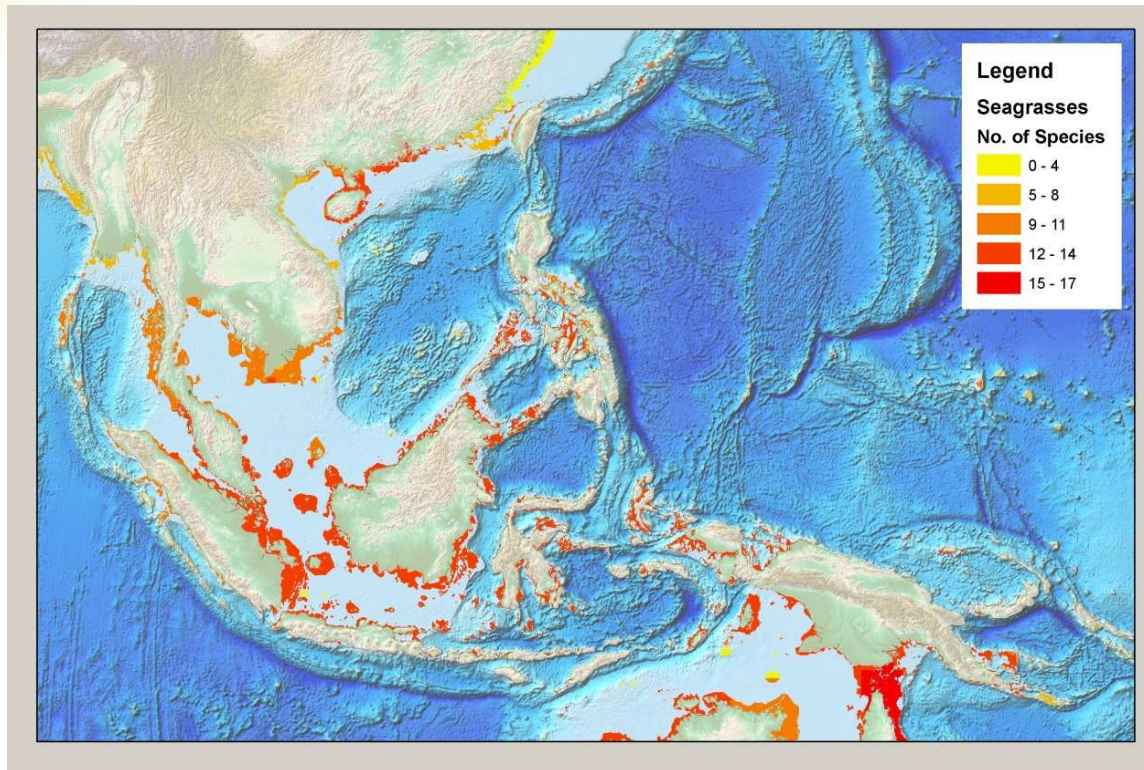 Legend
Seagrasses
No. of Species
0 - 4
5 - 8
9 - 11
12 - 14
15 - 17